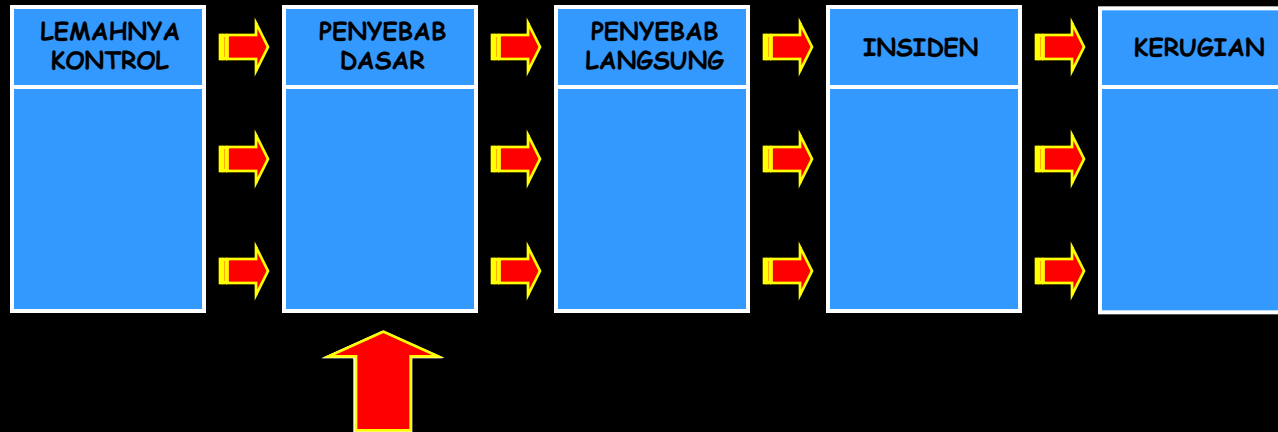 LEMAHNYA
KONTROL
PENYEBAB
DASAR
PENYEBAB
LANGSUNG
INSIDEN
KERUGIAN